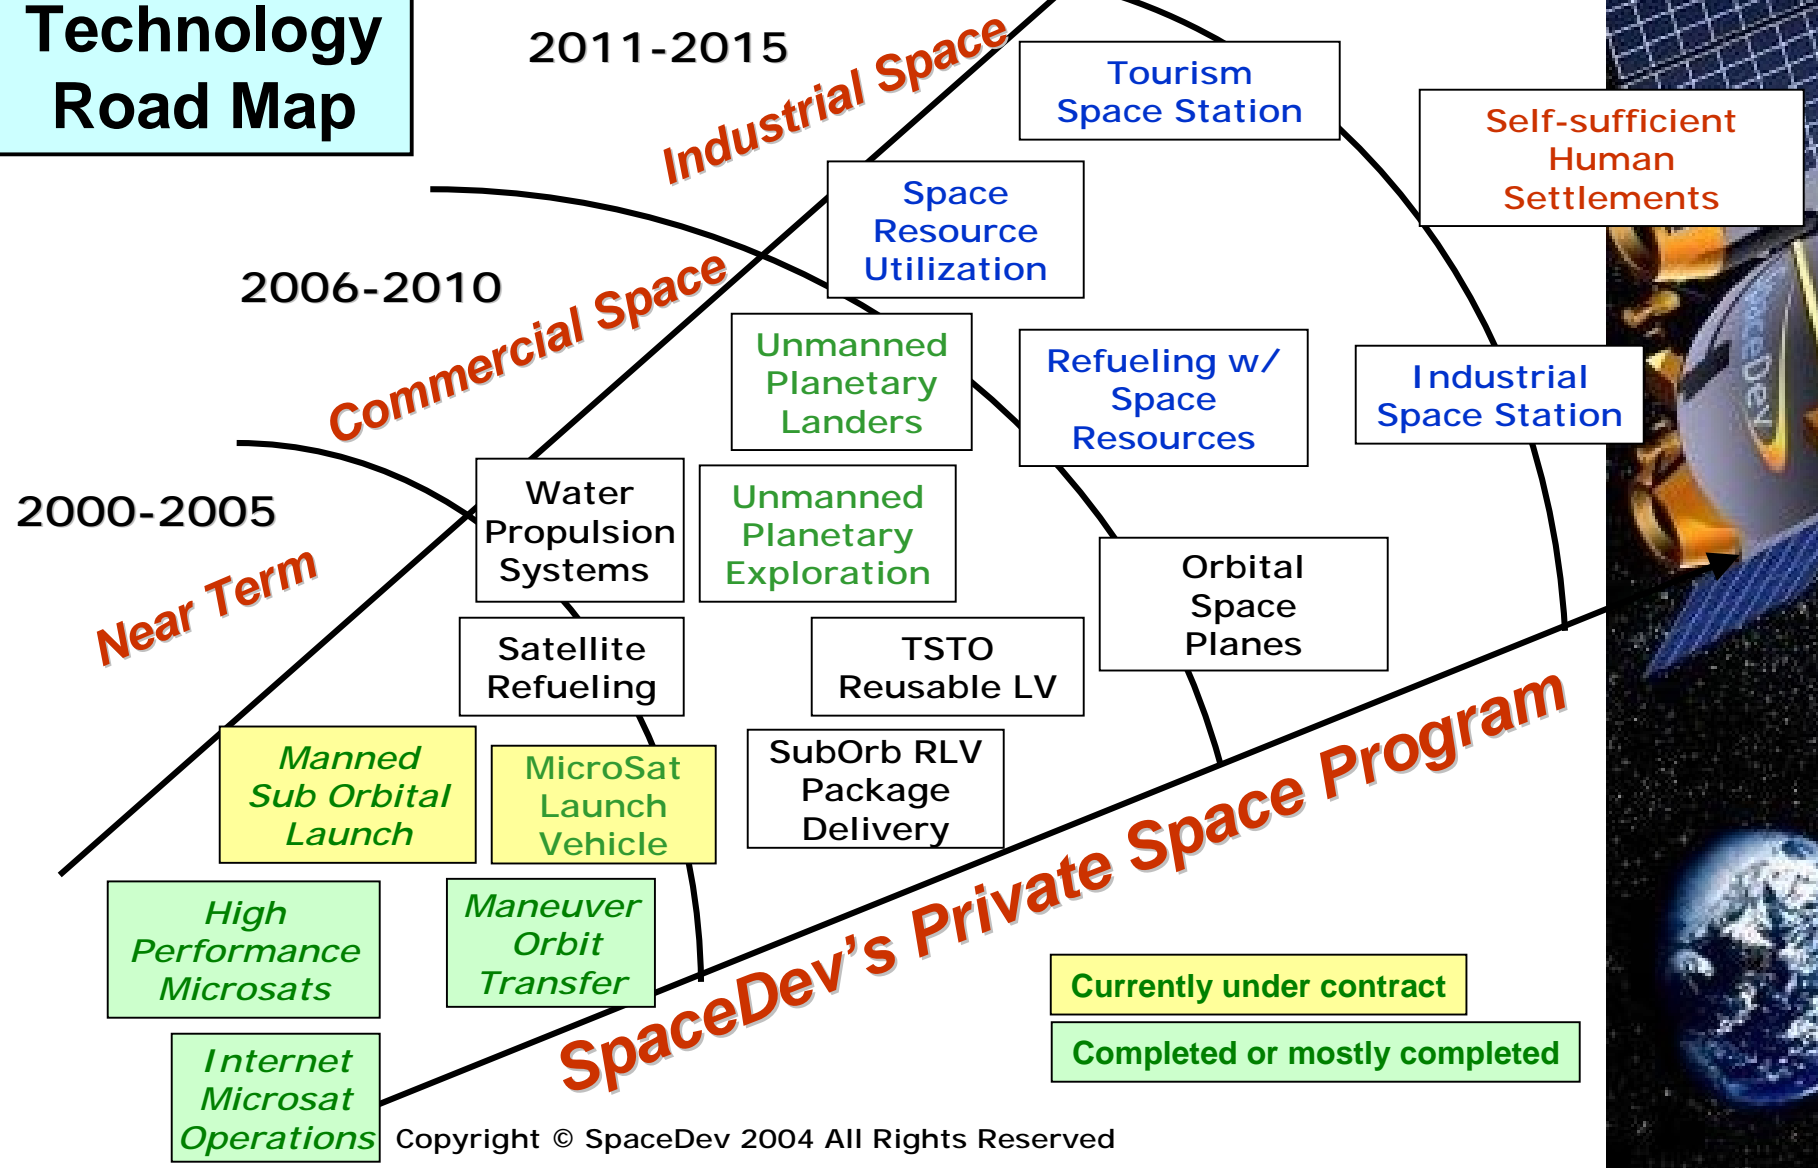 Technology
Road Map
2011-2015
Industrial Space
Tourism
Space Station
Self-sufficient
Human
Settlements
Space
Resource
Utilization
2006-2010
Commercial Space
Unmanned
Planetary
Landers
Refueling w/
Space
Resources
Industrial
Space Station
SpaceDev
2000-2005
Near Term
Water
Propulsion
Systems
Unmanned
Planetary
Exploration
Orbital
Space
Planes
Satellite
Refueling
TSTO
Reusable LV
Manned
Sub Orbital
Launch
MicroSat
Launch
Vehicle
SubOrb RLV
Package
Delivery
High
Performance
Microsats
Maneuver
Orbit
Transfer
SpaceDev’s Private Space Program
Currently under contract
Completed or mostly completed
Internet
Microsat
Operations
Copyright © SpaceDev 2004 All Rights Reserved